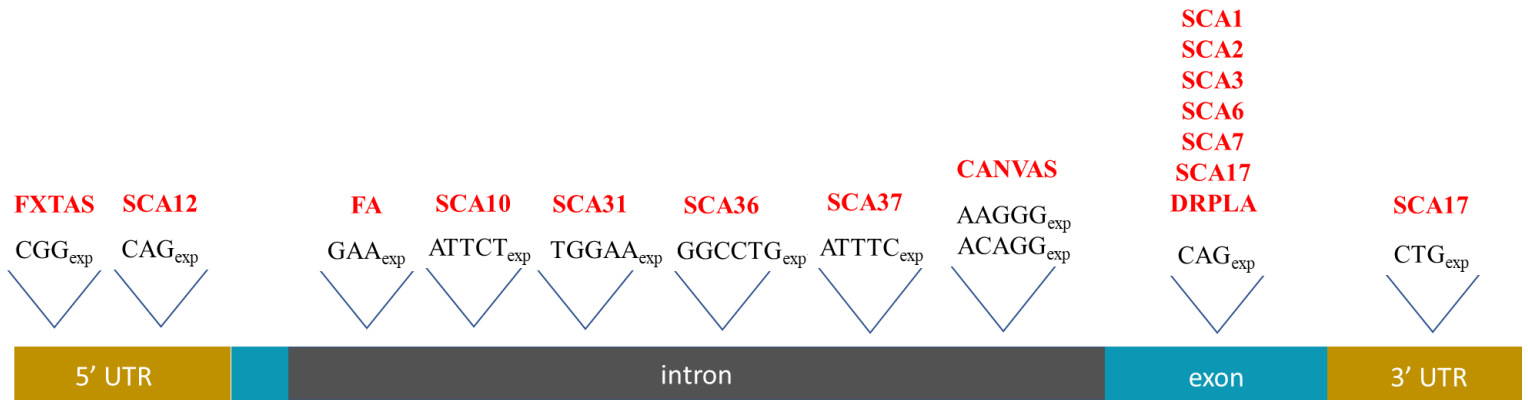 SCA1
SCA2
SCA3
SCA6
SCA7
CANVAS SCA17
FXTAS SCA12 FA SCA10 SCA31 SCA36 SCA37 DRPLA SCA17
AAGGGexp
CGGexp CAGexp GAAexp ATTCTexp TGGAAexp GGCCTGexp ATTTCexp ACAGGexp CAGexp CTGexp
5’ UTR intron exon 3’ UTR